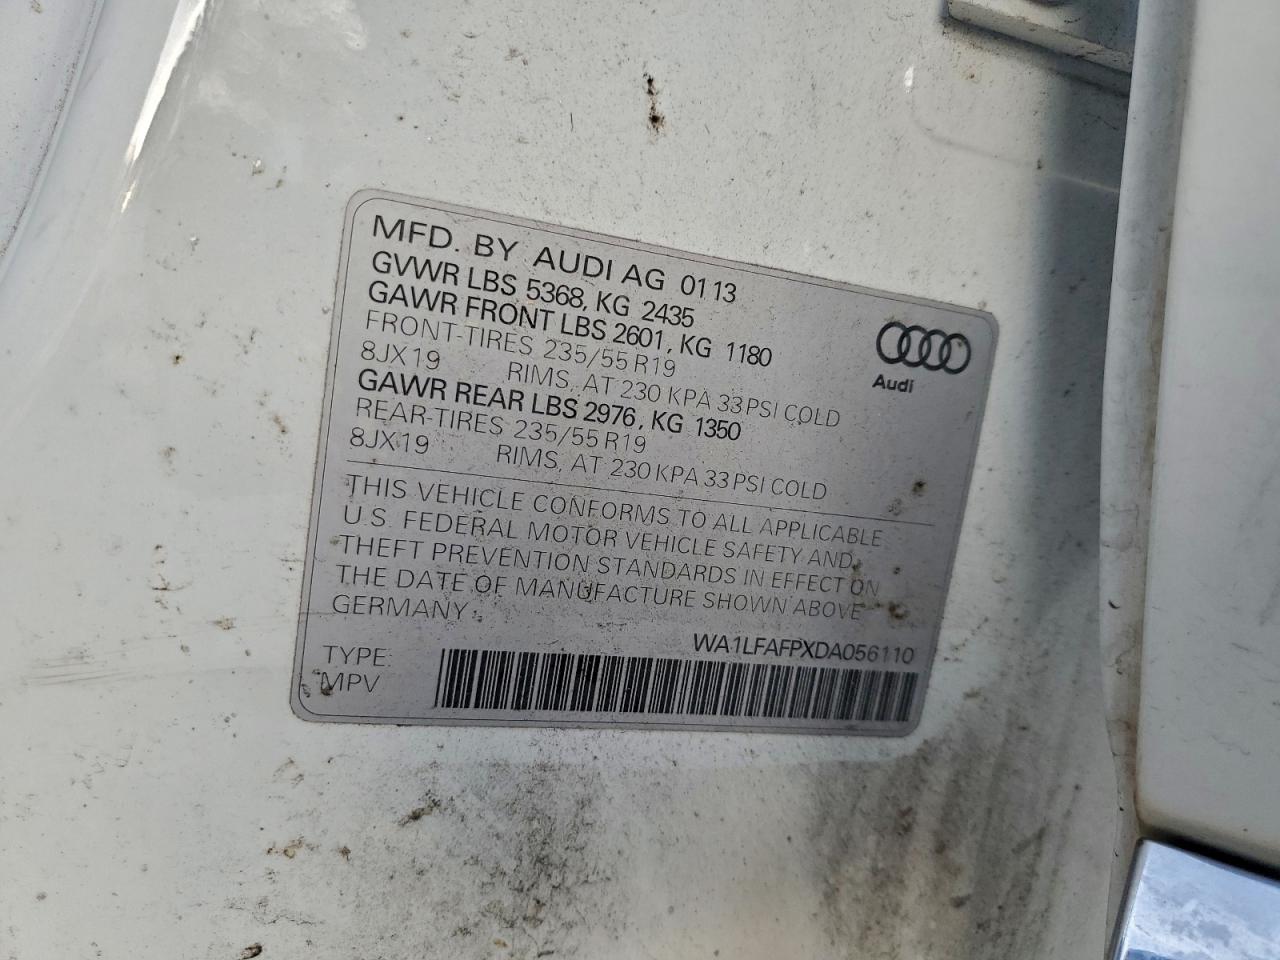 MFD. BY AUDI AG 01 13
GVWR LBS 5368, KG 2435
GAWR FRONT LBS 2601, KG 1180
FRONT-TIRES 235/55 R19
8JX19 RIMS, AT 230 KPA 33 PSI COLD
GAWR REAR LBS 2976, KG 1350
REAR-TIRES 235/55 R19
8JX19 RIMS, AT 230 KPA 33 PSI COLD
Audi
THIS VEHICLE CONFORMS TO ALL APPLICABLE
U.S. FEDERAL MOTOR VEHICLE SAFETY AND
THEFT PREVENTION STANDARDS IN EFFECT ON
THE DATE OF MANUFACTURE SHOWN ABOVE
GERMANY
WA1LFAFPXDA056110
TYPE:
MPV